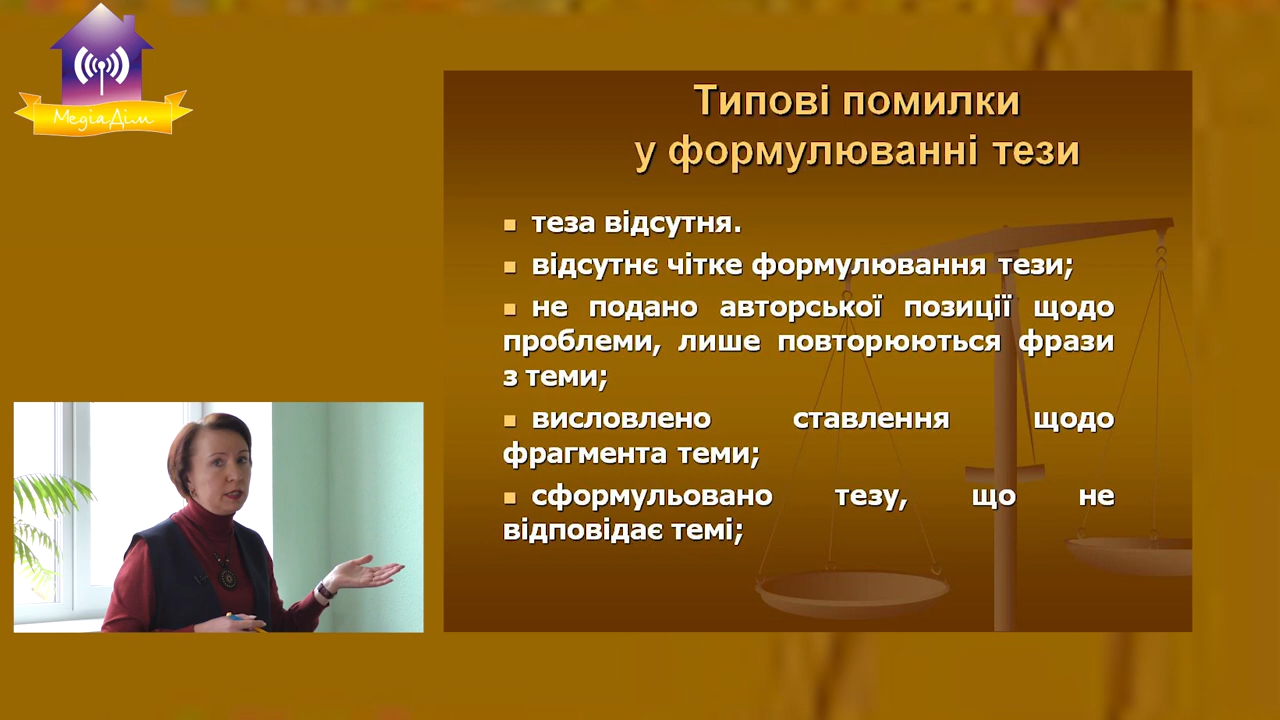 МедіаДім
Типові помилки
у формулюванні тези
теза відсутня.
відсутнє чітке формулювання тези;
не подано авторської позиції щодо
проблеми, лише повторюються фрази
з теми;
висловлено ставлення щодо
фрагмента теми;
сформульовано тезу, що не
відповідає темі;